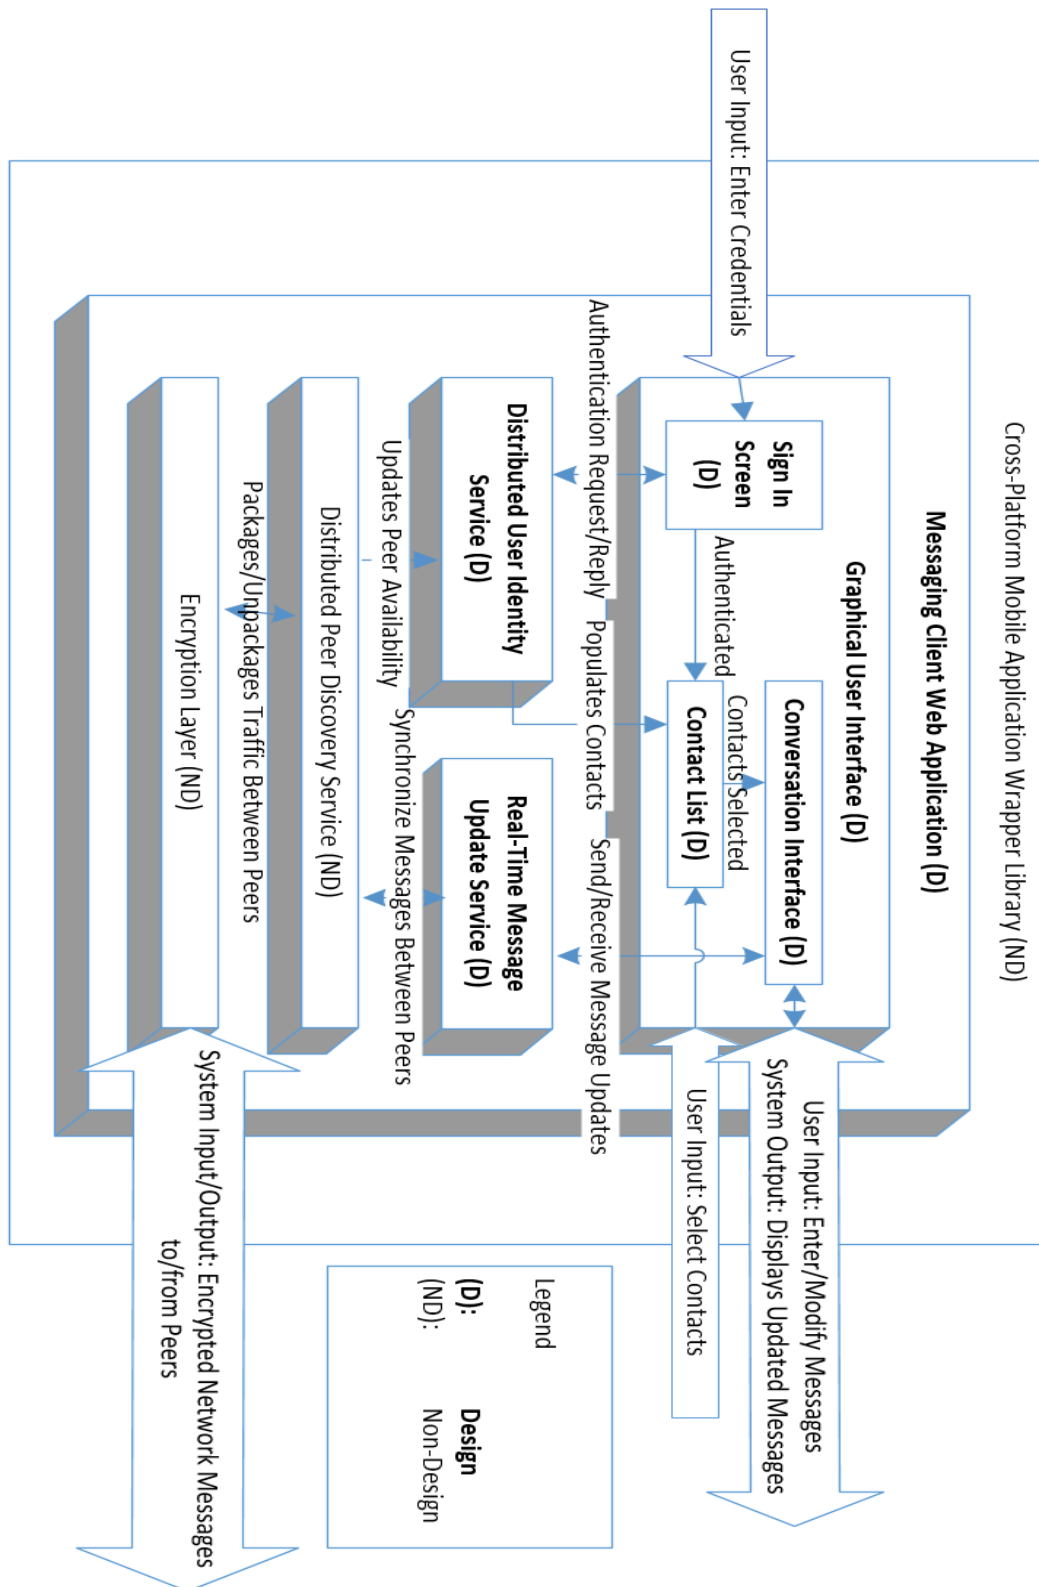 Cross-Platform Mobile Application Wrapper Library (ND)
Messaging Client Web Application (D)
Graphical User Interface (D)
User Input: Enter Credentials
Sign In
Screen
(D)
Authenticated
Conversation Interface (D)
Contacts Selected
Contact List (D)
User Input: Enter/Modify Messages
System Output: Displays Updated Messages
User Input: Select Contacts
Authentication Request/Reply
Populates Contacts
Send/Receive Message Updates
Distributed User Identity
Service (D)
Real-Time Message
Update Service (D)
Updates Peer Availability
Synchronize Messages Between Peers
Distributed Peer Discovery Service (ND)
Packages/Unpackages Traffic Between Peers
Encryption Layer (ND)
System Input/Output: Encrypted Network Messages
to/from Peers
Legend
(D): Design
(ND): Non-Design